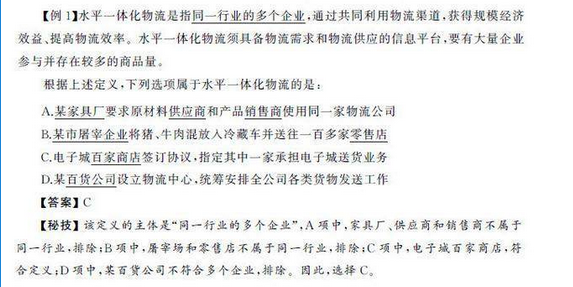 【例 1】水平一体化物流是指同一行业的多个企业,通过共同利用物流渠道,获得规模经济
效益、提高物流效率。水平一体化物流须具备物流需求和物流供应的信息平台,要有大量企业
参与并存在较多的商品量。
根据上述定义,下列选项属于水平一体化物流的是:
A.某家具厂要求原材料供应商和产品销售商使用同一家物流公司
B.某市屠宰企业将猪、牛肉混放入冷藏车并送往一百多家零售店
C.电子城百家商店签订协议,指定其中一家承担电子城送货业务
D.某百货公司设立物流中心,统筹安排全公司各类货物发送工作
【答案】C
【秘技】该定义的主体是“同一行业的多个企业”,A 项中,家具厂、供应商和销售商不属于
同一行业,排除;B 项中,屠宰场和零售店不属于同一行业,排除;C 项中,电子城百家商店,符
合定义;D 项中,某百货公司不符合多个企业,排除。因此,选择 C。